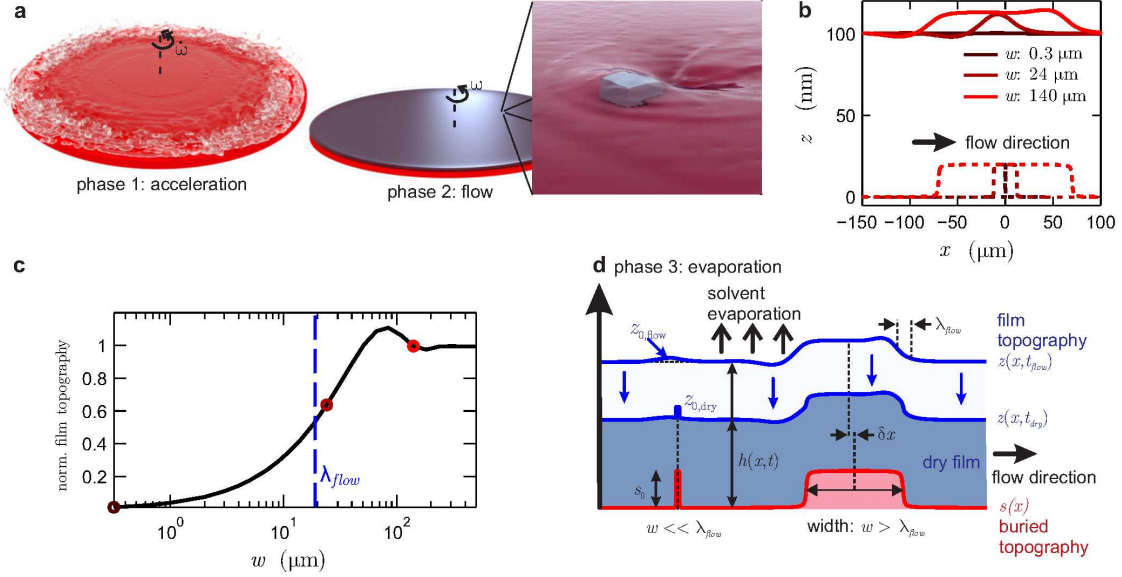 a
ω̇
phase 1: acceleration
ω
phase 2: flow
b
100
50
0
z (nm)
w: 0.3 μm
w: 24 μm
w: 140 μm
flow direction
−150 −100 −50 0 50 100
x (μm)
c
norm. film topography
1
0.8
0.6
0.4
0.2
λflow
10⁰ 10¹ 10²
w (μm)
d phase 3: evaporation
solvent
evaporation
z0,flow
λflow
film
topography
z(x,tflow)
z0,dry
z(x,tdry)
δx
h(x,t)
dry film
flow direction
s0
s(x)
w << λflow
width: w > λflow
buried
topography